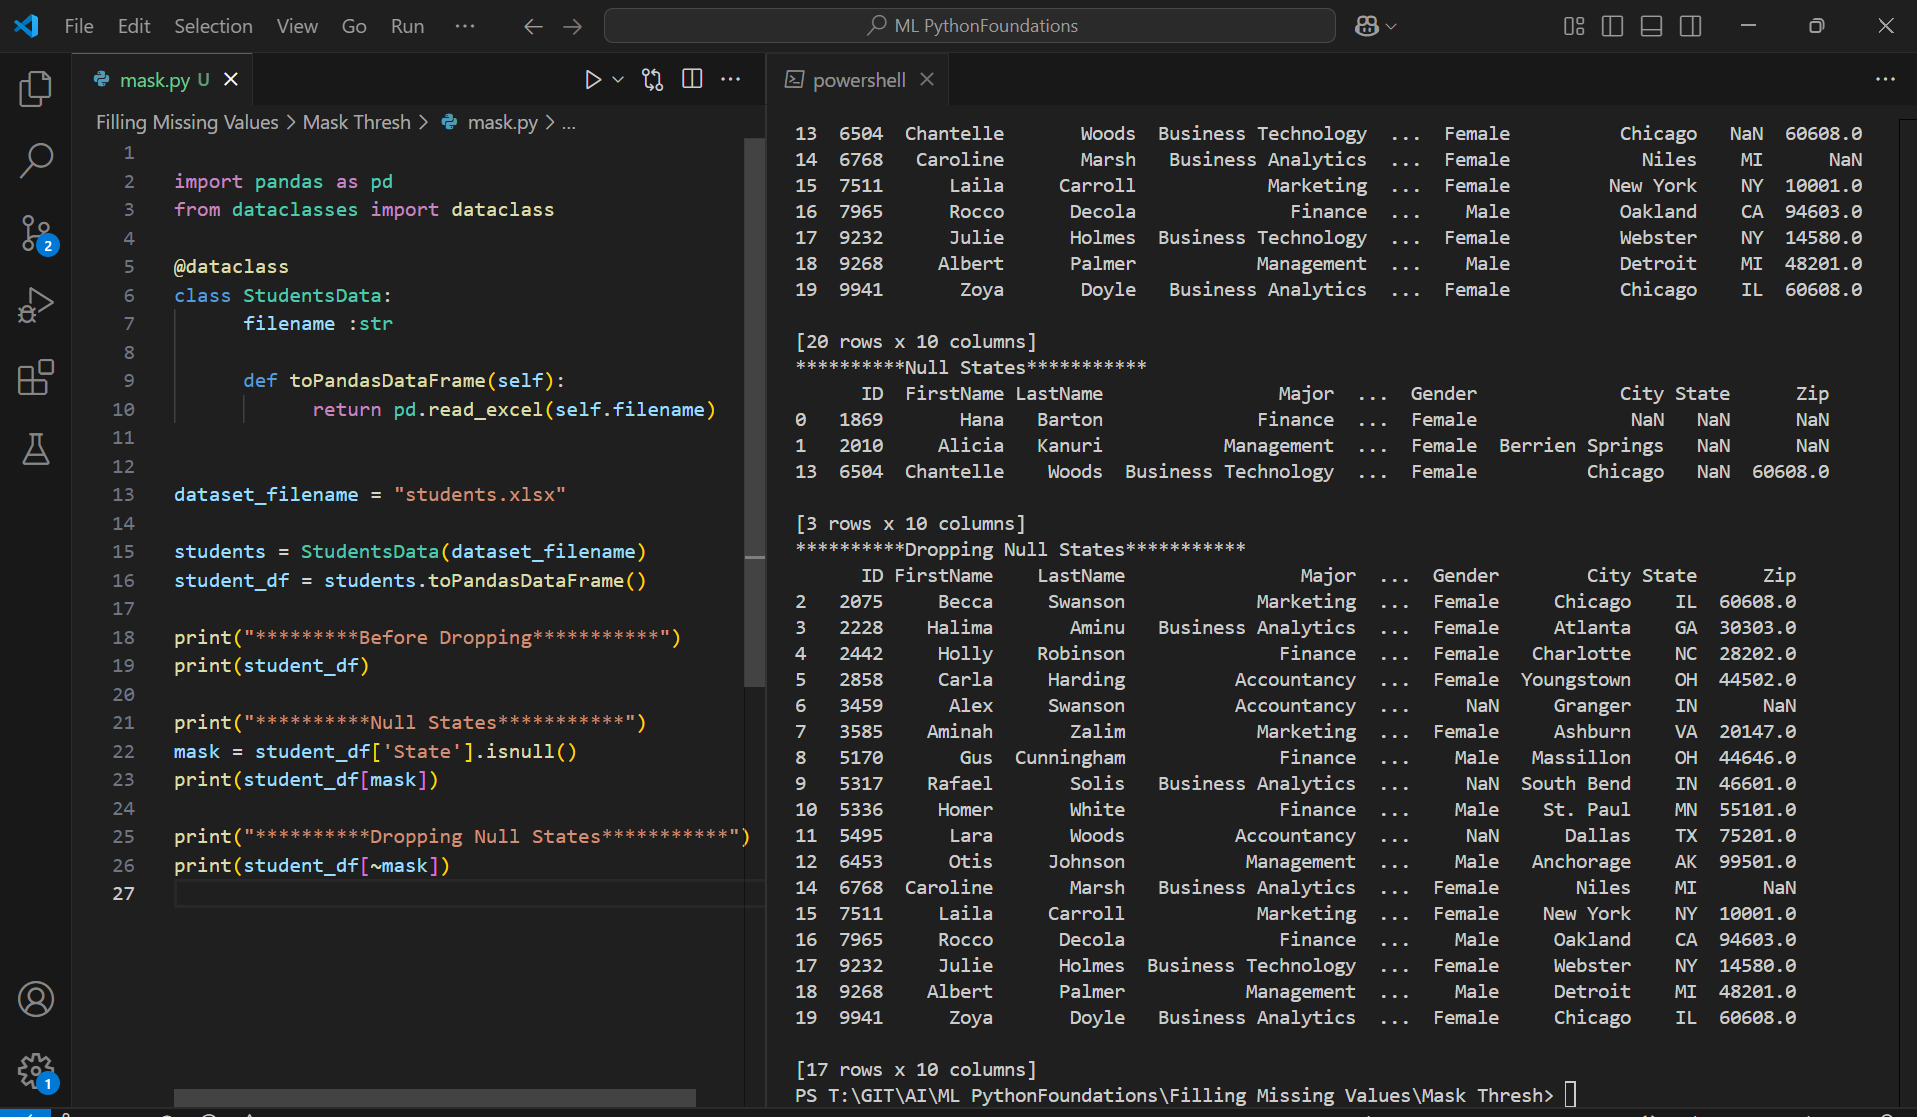 File Edit Selection View Go Run ··· ML PythonFoundations
mask.py U
Filling Missing Values > Mask Thresh > mask.py > ...
1
2 import pandas as pd
3 from dataclasses import dataclass
4
5 @dataclass
6 class StudentsData:
7 filename :str
8
9 def toPandasDataFrame(self):
10 return pd.read_excel(self.filename)
11
12
13 dataset_filename = "students.xlsx"
14
15 students = StudentsData(dataset_filename)
16 student_df = students.toPandasDataFrame()
17
18 print("*********Before Dropping***********")
19 print(student_df)
20
21 print("**********Null States***********")
22 mask = student_df['State'].isnull()
23 print(student_df[mask])
24
25 print("**********Dropping Null States***********")
26 print(student_df[~mask])
27
2
1
powershell
13 6504 Chantelle Woods Business Technology ... Female Chicago NaN 60608.0
14 6768 Caroline Marsh Business Analytics ... Female Niles MI NaN
15 7511 Laila Carroll Marketing ... Female New York NY 10001.0
16 7965 Rocco Decola Finance ... Male Oakland CA 94603.0
17 9232 Julie Holmes Business Technology ... Female Webster NY 14580.0
18 9268 Albert Palmer Management ... Male Detroit MI 48201.0
19 9941 Zoya Doyle Business Analytics ... Female Chicago IL 60608.0
[20 rows x 10 columns]
**********Null States***********
ID FirstName LastName Major ... Gender City State Zip
0 1869 Hana Barton Finance ... Female NaN NaN NaN
1 2010 Alicia Kanuri Management ... Female Berrien Springs NaN NaN
13 6504 Chantelle Woods Business Technology ... Female Chicago NaN 60608.0
[3 rows x 10 columns]
**********Dropping Null States***********
ID FirstName LastName Major ... Gender City State Zip
2 2075 Becca Swanson Marketing ... Female Chicago IL 60608.0
3 2228 Halima Aminu Business Analytics ... Female Atlanta GA 30303.0
4 2442 Holly Robinson Finance ... Female Charlotte NC 28202.0
5 2858 Carla Harding Accountancy ... Female Youngstown OH 44502.0
6 3459 Alex Swanson Accountancy ... NaN Granger IN NaN
7 3585 Aminah Zalim Marketing ... Female Ashburn VA 20147.0
8 5170 Gus Cunningham Finance ... Male Massillon OH 44646.0
9 5317 Rafael Solis Business Analytics ... NaN South Bend IN 46601.0
10 5336 Homer White Finance ... Male St. Paul MN 55101.0
11 5495 Lara Woods Accountancy ... NaN Dallas TX 75201.0
12 6453 Otis Johnson Management ... Male Anchorage AK 99501.0
14 6768 Caroline Marsh Business Analytics ... Female Niles MI NaN
15 7511 Laila Carroll Marketing ... Female New York NY 10001.0
16 7965 Rocco Decola Finance ... Male Oakland CA 94603.0
17 9232 Julie Holmes Business Technology ... Female Webster NY 14580.0
18 9268 Albert Palmer Management ... Male Detroit MI 48201.0
19 9941 Zoya Doyle Business Analytics ... Female Chicago IL 60608.0
[17 rows x 10 columns]
PS T:\GIT\AI\ML PythonFoundations\Filling Missing Values\Mask Thresh>